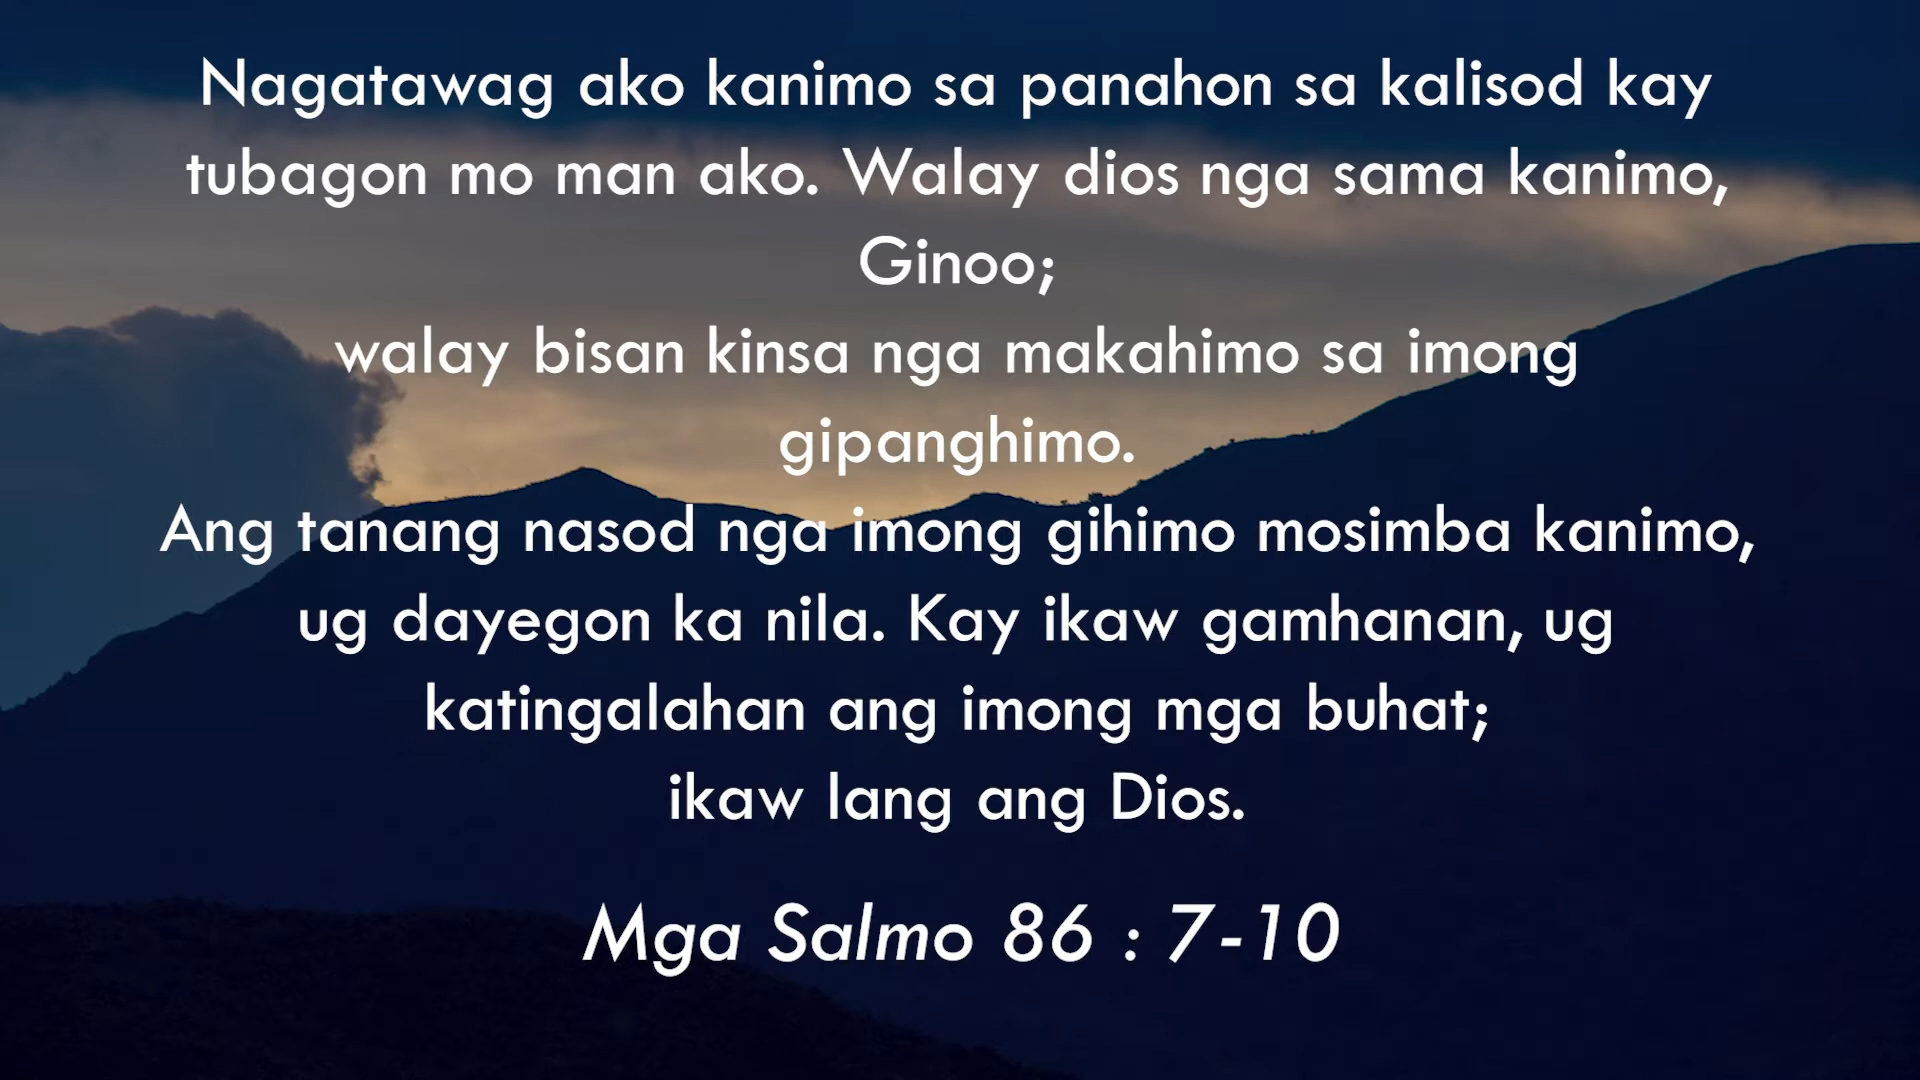 Nagatawag ako kanimo sa panahon sa kalisod kay
tubagon mo man ako. Walay dios nga sama kanimo,
Ginoo;
walay bisan kinsa nga makahimo sa imong
gipanghimo.
Ang tanang nasod nga imong gihimo mosimba kanimo,
ug dayegon ka nila. Kay ikaw gamhanan, ug
katingalahan ang imong mga buhat;
ikaw lang ang Dios.
Mga Salmo 86 : 7-10